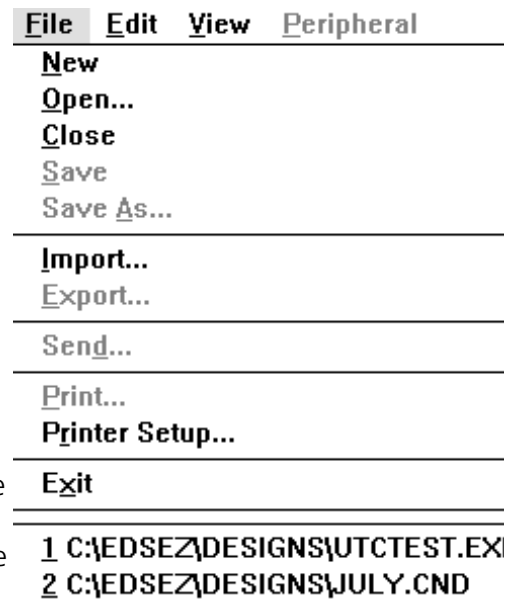 File Edit View Peripheral
New
Open...
Close
Save
Save As...
Import...
Export...
Send...
Print...
Printer Setup...
e Exit
e 1 C:\EDSEZ\DESIGNS\UTCTEST.EX
2 C:\EDSEZ\DESIGNS\JULY.CND